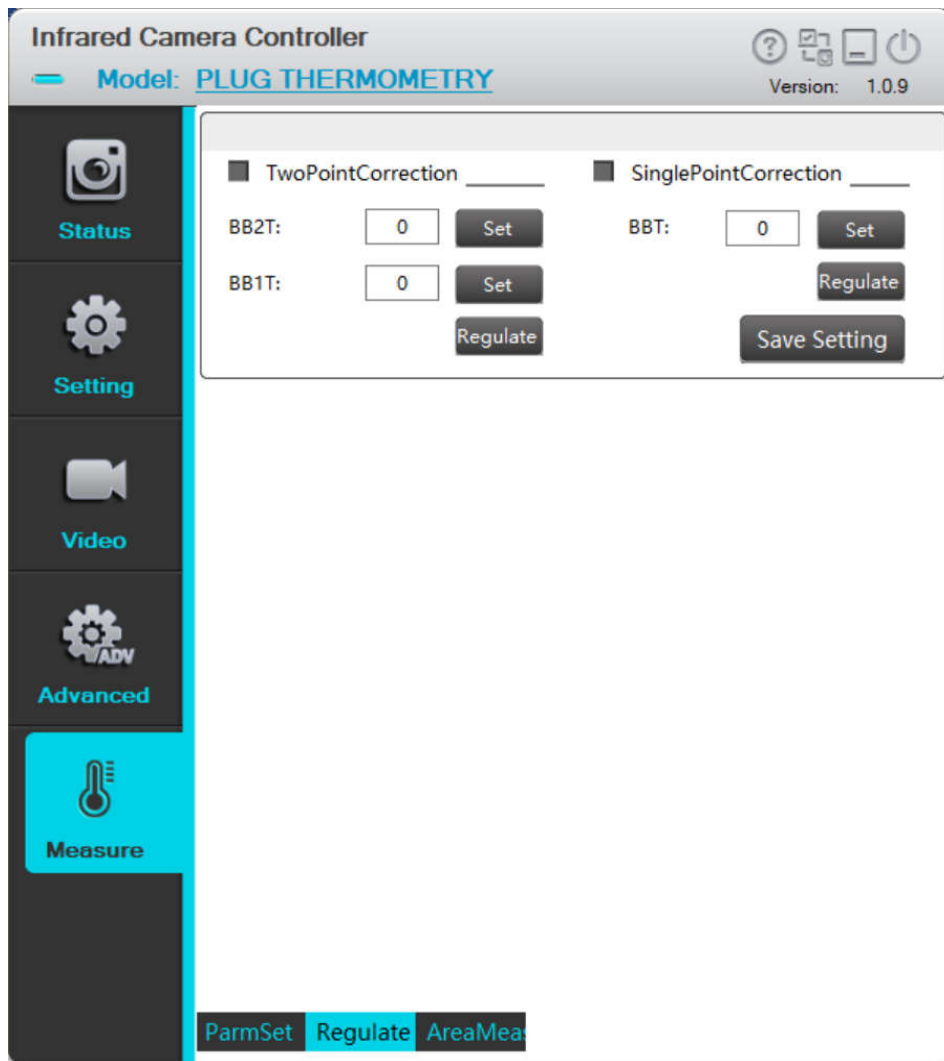 Infrared Camera Controller
Model: PLUG THERMOMETRY
Version: 1.0.9
Status
Setting
Video
ADV
Advanced
Measure
TwoPointCorrection
BB2T: 0 Set
BB1T: 0 Set
Regulate
SinglePointCorrection
BBT: 0 Set
Regulate
Save Setting
ParmSet Regulate AreaMea